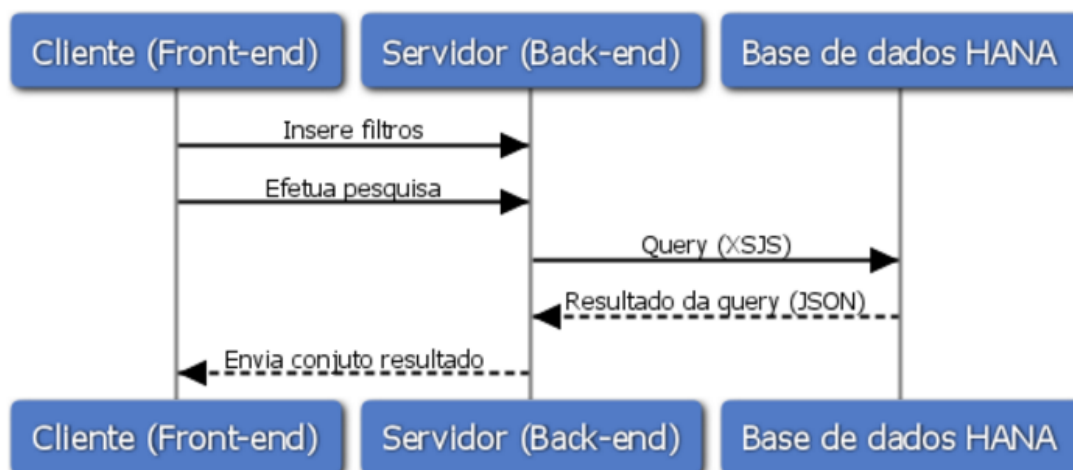 Cliente (Front-end) Servidor (Back-end) Base de dados HANA
Insere filtros
Efetua pesquisa
Query (XSJS)
Resultado da query (JSON)
Envia conjuto resultado
Cliente (Front-end) Servidor (Back-end) Base de dados HANA